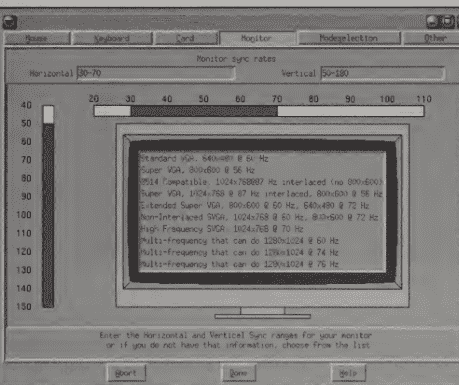 Mouse Keyboard Card Monitor Modeselection Other
Monitor sync rates
Horizontal 30-70 Vertical 50-180
20 30 40 50 60 70 80 90 100 110
40
50
60
70
80
90
100
110
120
130
140
150
Standard VGA, 640x480 @ 60 Hz
Super VGA, 800x600 @ 56 Hz
8514 Compatible, 1024x768@87 Hz interlaced (no 800x600)
Super VGA, 1024x768 @ 87 Hz interlaced, 800x600 @ 56 Hz
Extended Super VGA, 800x600 @ 60 Hz, 640x480 @ 72 Hz
Non-Interlaced SVGA, 1024x768 @ 60 Hz, 800x600 @ 72 Hz
High Frequency SVGA, 1024x768 @ 70 Hz
Multi-frequency that can do 1280x1024 @ 60 Hz
Multi-frequency that can do 1280x1024 @ 74 Hz
Multi-frequency that can do 1280x1024 @ 76 Hz
Enter the Horizontal and Vertical Sync ranges for your monitor
or if you do not have that information, choose from the list
Abort Done Help